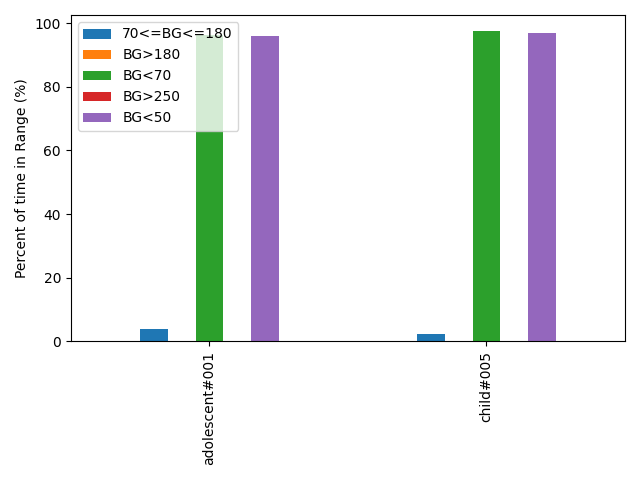 100
80
60
40
20
0
Percent of time in Range (%)
70<=BG<=180
BG>180
BG<70
BG>250
BG<50
adolescent#001
child#005